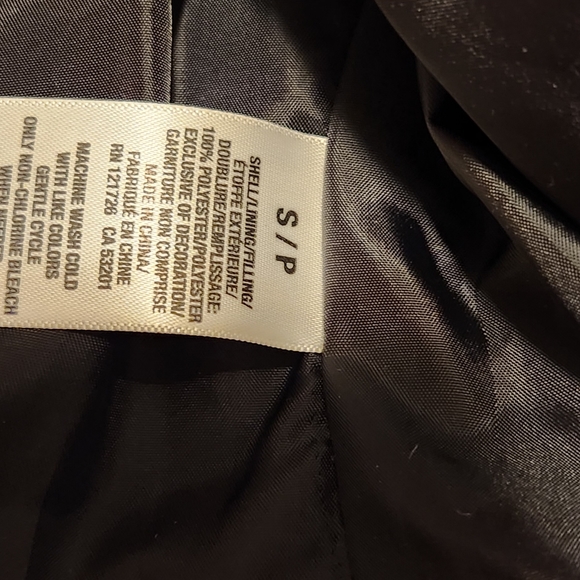 S / P
SHELL/LINING/FILLING/
ÉTOFFE EXTÉRIEURE/
DOUBLURE/REMPLISSAGE:
100% POLYESTER/POLYESTER
EXCLUSIVE OF DECORATION/
GARNITURE NON COMPRISE
MADE IN CHINA/
FABRIQUÉ EN CHINE
RN 121726 CA 53201
MACHINE WASH COLD
WITH LIKE COLORS
GENTLE CYCLE
ONLY NON-CHLORINE BLEACH
WHEN NEEDED